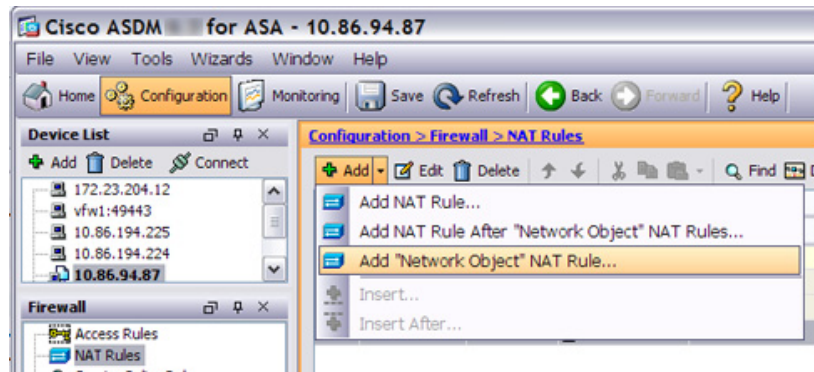 Cisco ASDM for ASA - 10.86.94.87
File View Tools Wizards Window Help
Home Configuration Monitoring Save Refresh Back Forward Help
Device List
Add Delete Connect
172.23.204.12
vfw1:49443
10.86.194.225
10.86.194.224
10.86.94.87
Firewall
Access Rules
NAT Rules
Configuration > Firewall > NAT Rules
Add Edit Delete Find
Add NAT Rule...
Add NAT Rule After "Network Object" NAT Rules...
Add "Network Object" NAT Rule...
Insert...
Insert After...